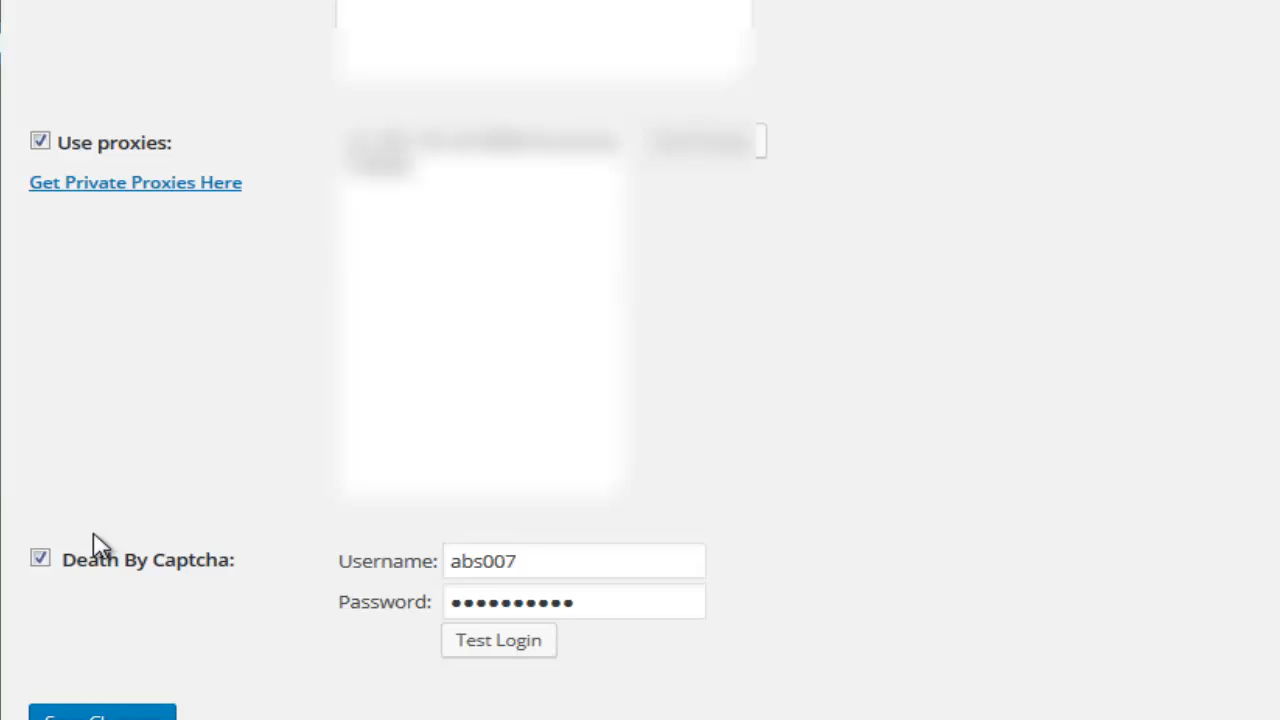 Use proxies:
Get Private Proxies Here
Death By Captcha:
Username: abs007
Password: ••••••••••
Test Login